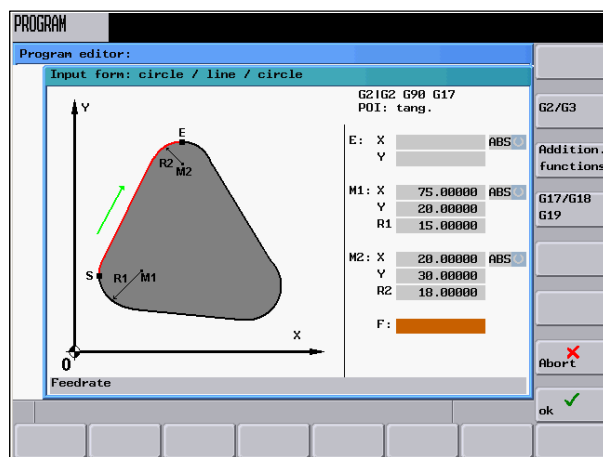 PROGRAM
Program editor:
Input form: circle / line / circle
G2|G2 G90 G17
POI: tang.
Y
E
R2
M2
S
R1
M1
X
0
E: X ABS
Y
M1: X 75.00000 ABS
Y 20.00000
R1 15.00000
M2: X 20.00000 ABS
Y 30.00000
R2 18.00000
F:
Feedrate
G2/G3
Addition.
functions
G17/G18
G19
Abort
ok